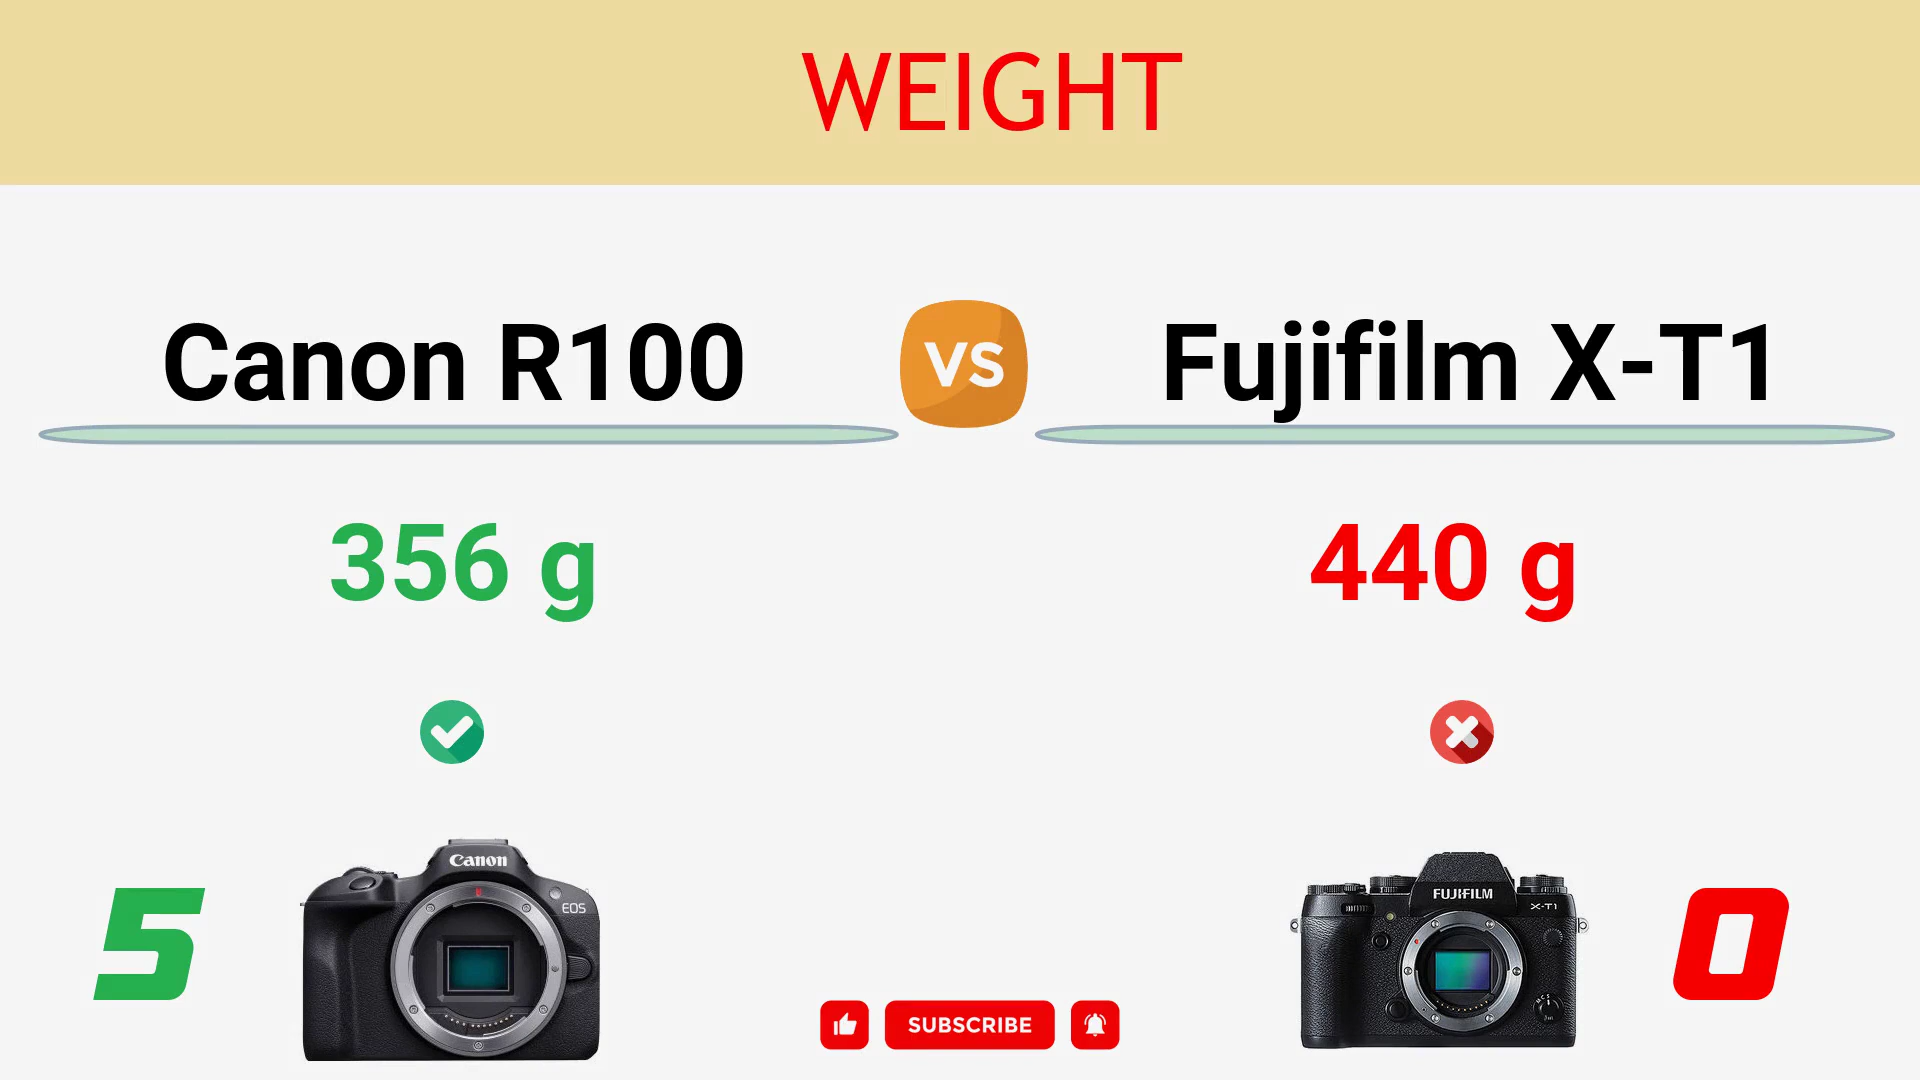 WEIGHT
Canon R100
VS
Fujifilm X-T1
356 g
440 g
Canon
EOS
FUJIFILM
X-T1
5
0
SUBSCRIBE